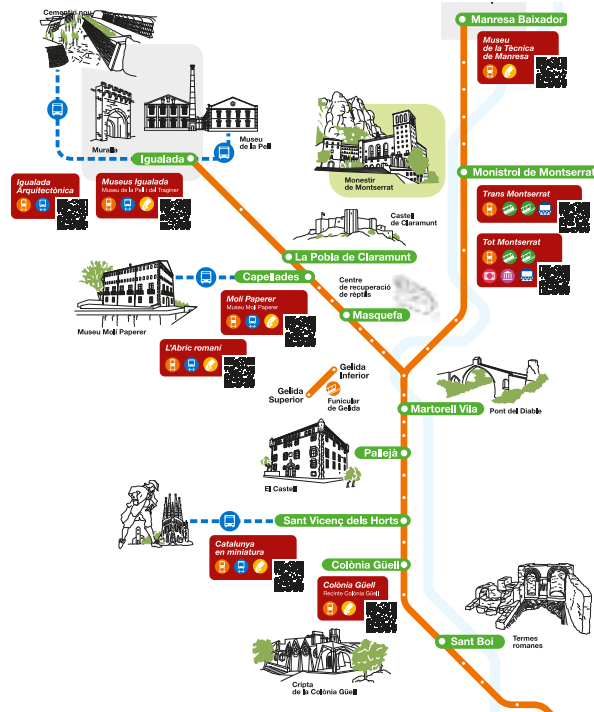 Cementiri nou
Manresa Baixador
Museu
de la Tècnica
de Manresa
Muralla
Museu
de la Pell
Igualada
Igualada
Arquitectònica
Museus Igualada
Museu de la Pell i del Traginer
Monestir
de Montserrat
Monistrol de Montserrat
Trans Montserrat
Tot Montserrat
Castell
de Claramunt
La Pobla de Claramunt
Capellades
Centre
de recuperació
de rèptils
Museu Molí Paperer
Molí Paperer
Museu Molí Paperer
Masquefa
L'Abric romaní
Gelida
Inferior
Gelida
Superior
Funicular
de Gelida
Martorell Vila
Pont del Diable
Pallejà
El Castell
Sant Vicenç dels Horts
Catalunya
en miniatura
Colònia Güell
Colònia Güell
Recinte Colònia Güell
Sant Boi
Termes
romanes
Cripta
de la Colònia Güell